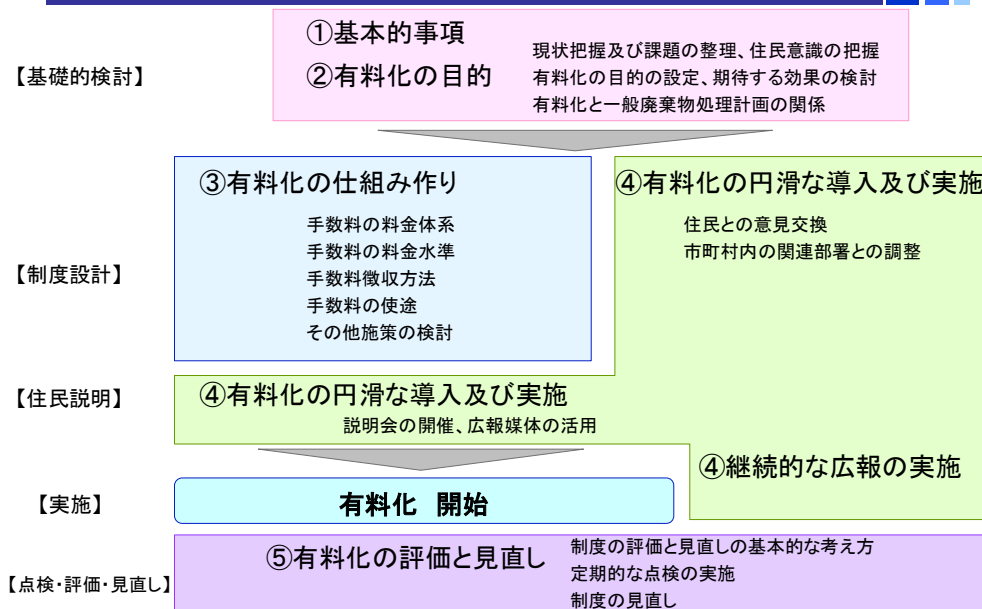 ①基本的事項
②有料化の目的
現状把握及び課題の整理、住民意識の把握
有料化の目的の設定、期待する効果の検討
有料化と一般廃棄物処理計画の関係
【基礎的検討】
③有料化の仕組み作り
手数料の料金体系
手数料の料金水準
手数料徴収方法
手数料の使途
その他施策の検討
④有料化の円滑な導入及び実施
住民との意見交換
市町村内の関連部署との調整
【制度設計】
【住民説明】
④有料化の円滑な導入及び実施
説明会の開催、広報媒体の活用
④継続的な広報の実施
【実施】
有料化 開始
【点検・評価・見直し】
⑤有料化の評価と見直し
制度の評価と見直しの基本的な考え方
定期的な点検の実施
制度の見直し